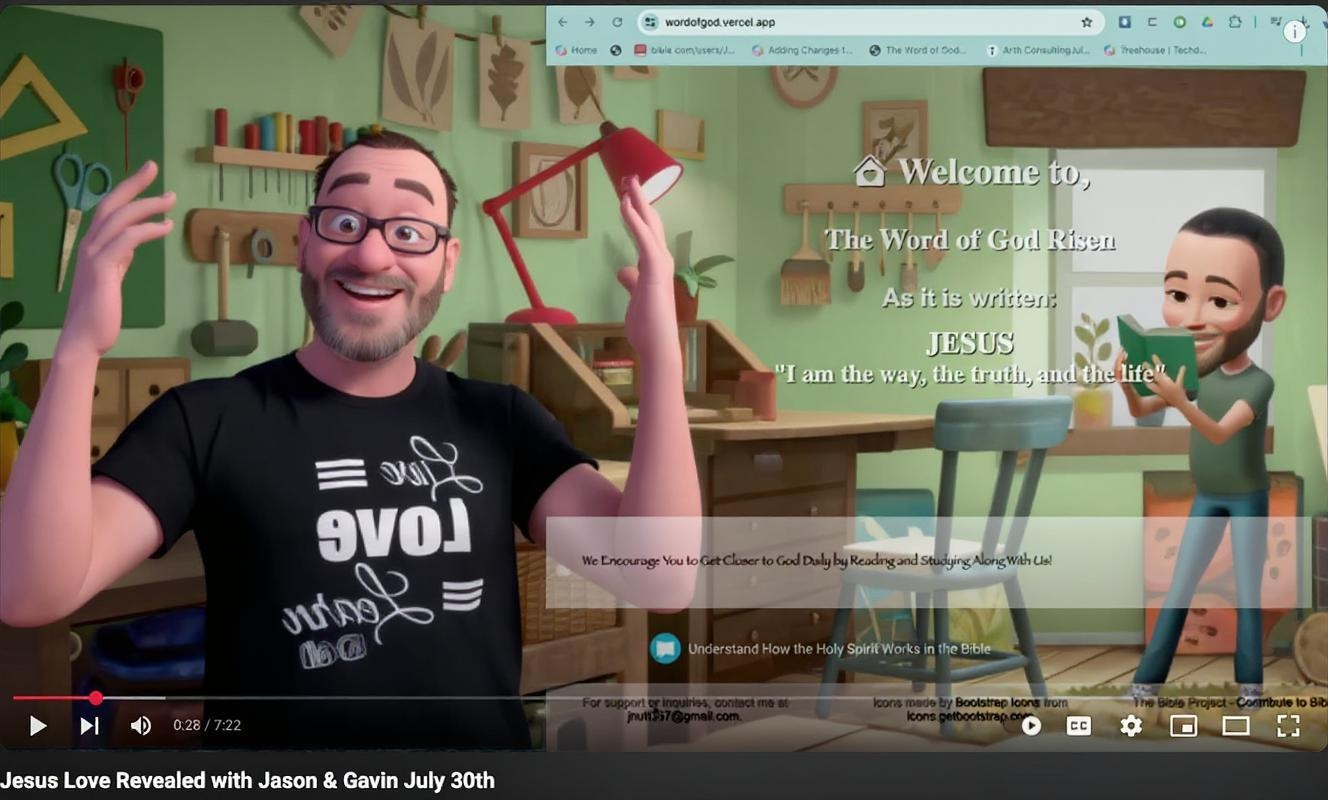 wordofgod.vercel.app
Home bible.com/users/J... Adding Changes t... The Word of God... Arth ConsultingJul... Treehouse | Techd...
Welcome to,
The Word of God Risen
As it is written:
JESUS
"I am the way, the truth, and the life"
Live
LOVE
Learn
We Encourage You to Get Closer to God Daily by Reading and Studying Along With Us!
Understand How the Holy Spirit Works in the Bible
For support or Inquiries, contact me at
Icons made by Bootstrap Icons from
The Bible Project - Contribute to Bib
icons.getbootstrap.com
0:28 / 7:22
CC
Jesus Love Revealed with Jason & Gavin July 30th